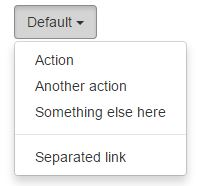 Default
Action
Another action
Something else here
Separated link